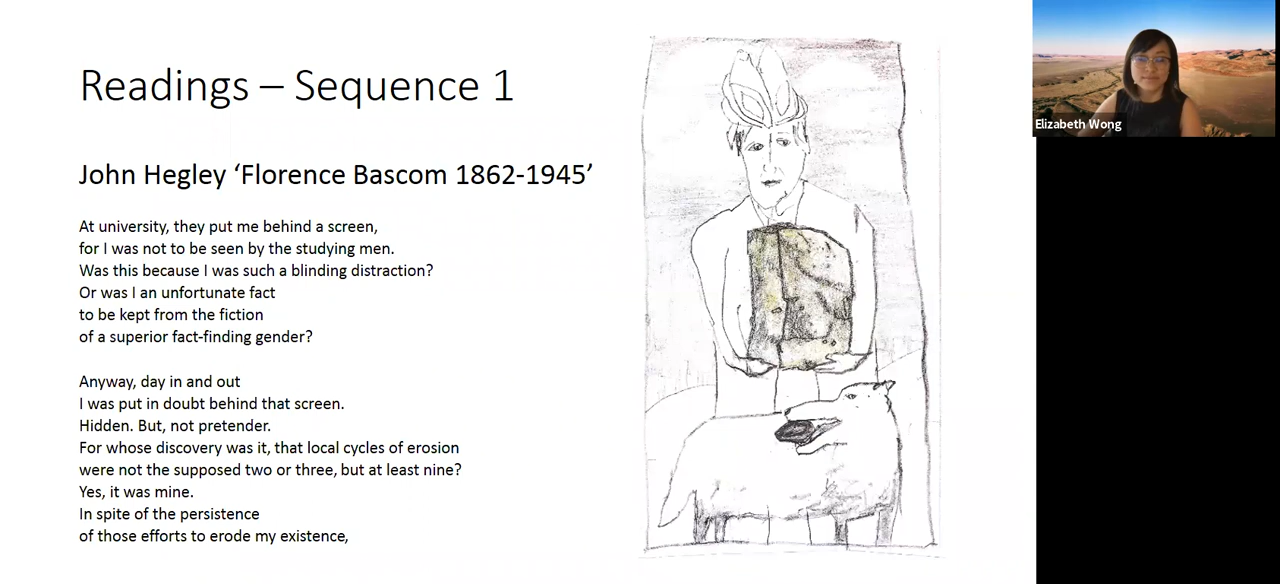 Readings – Sequence 1
John Hegley ‘Florence Bascom 1862-1945’
At university, they put me behind a screen,
for I was not to be seen by the studying men.
Was this because I was such a blinding distraction?
Or was I an unfortunate fact
to be kept from the fiction
of a superior fact-finding gender?
Anyway, day in and out
I was put in doubt behind that screen.
Hidden. But, not pretender.
For whose discovery was it, that local cycles of erosion
were not the supposed two or three, but at least nine?
Yes, it was mine.
In spite of the persistence
of those efforts to erode my existence,
Elizabeth Wong